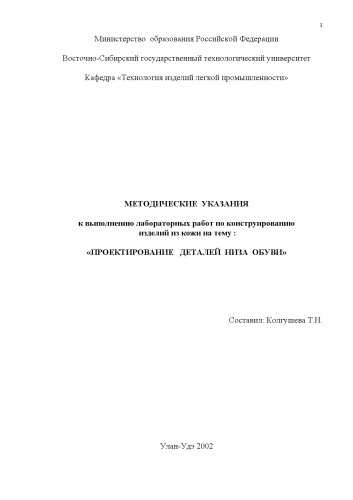 1
Министерство образования Российской Федерации
Восточно-Сибирский государственный технологический университет
Кафедра «Технология изделий легкой промышленности»
МЕТОДИЧЕСКИЕ УКАЗАНИЯ
к выполнению лабораторных работ по конструированию
изделий из кожи на тему :
«ПРОЕКТИРОВАНИЕ ДЕТАЛЕЙ НИЗА ОБУВИ»
Составил: Колгушева Т.Н.
Улан-Удэ 2002